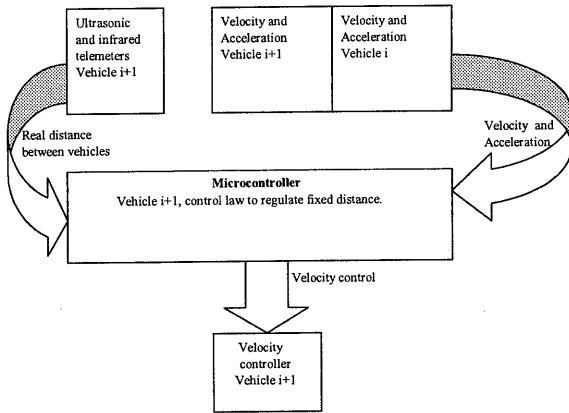 Ultrasonic
and infrared
telemeters
Vehicle i+1
Velocity and
Acceleration
Vehicle i+1
Velocity and
Acceleration
Vehicle i
Real distance
between vehicles
Velocity and
Acceleration
Microcontroller
Vehicle i+1, control law to regulate fixed distance.
Velocity control
Velocity
controller
Vehicle i+1